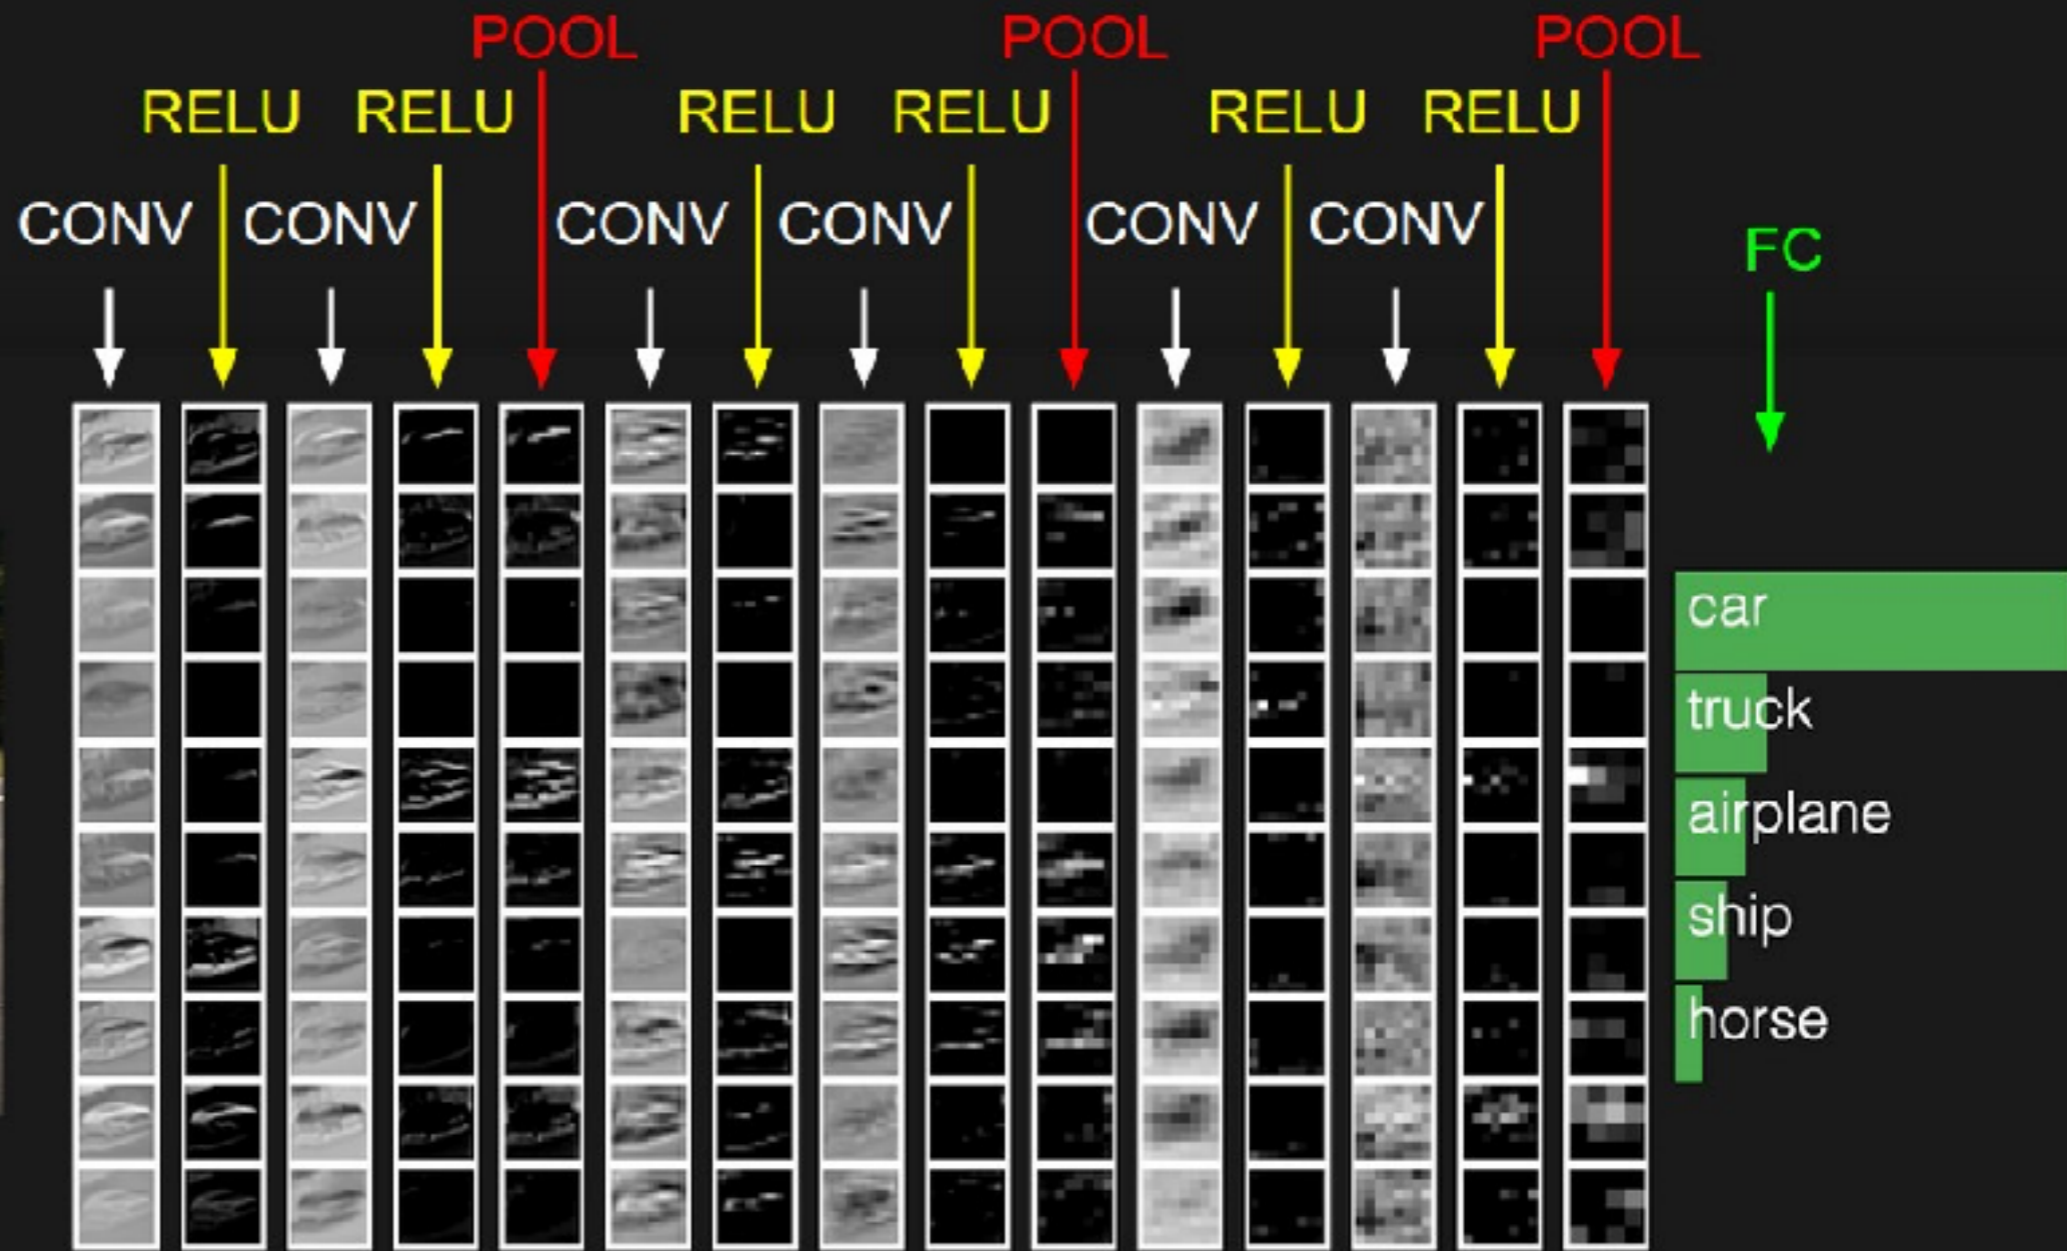 POOL POOL POOL
RELU RELU RELU RELU RELU RELU
CONV CONV CONV CONV CONV CONV
FC
car
truck
airplane
ship
horse